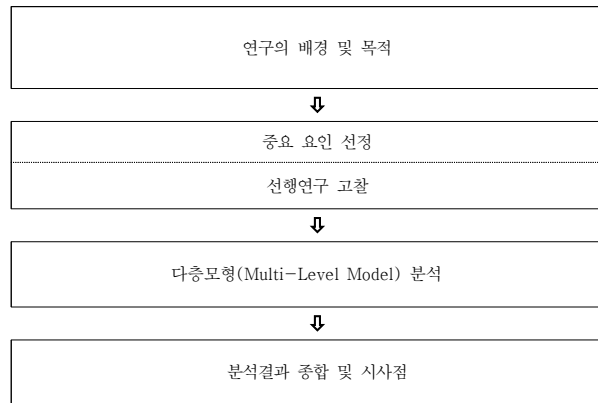 연구의 배경 및 목적
⇩
중요 요인 선정
선행연구 고찰
⇩
다층모형(Multi-Level Model) 분석
⇩
분석결과 종합 및 시사점